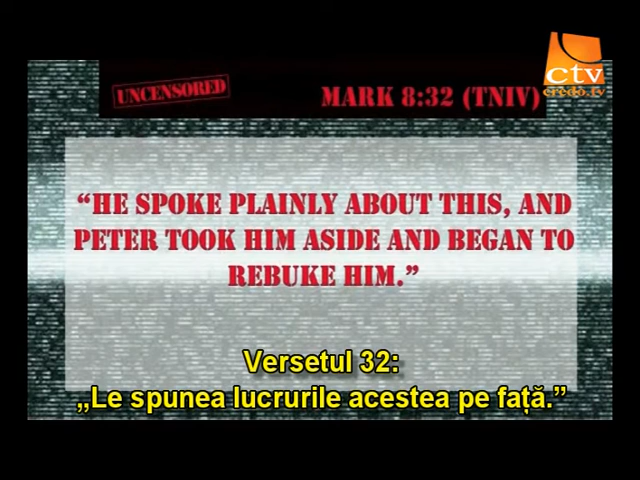 ctv
credo.tv
UNCENSORED
MARK 8:32 (TNIV)
“HE SPOKE PLAINLY ABOUT THIS, AND
PETER TOOK HIM ASIDE AND BEGAN TO
REBUKE HIM.”
Versetul 32:
„Le spunea lucrurile acestea pe față.”